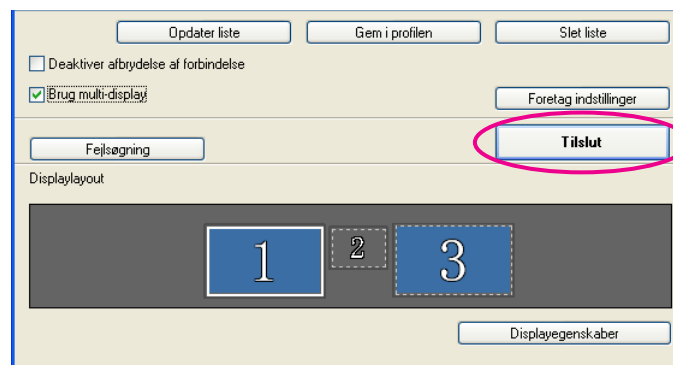 Opdater liste Gem i profilen Slet liste
Deaktiver afbrydelse af forbindelse
Brug multi-display
Foretag indstillinger
Tilslut
Fejlsøgning
Displaylayout
1 2 3
Displayegenskaber